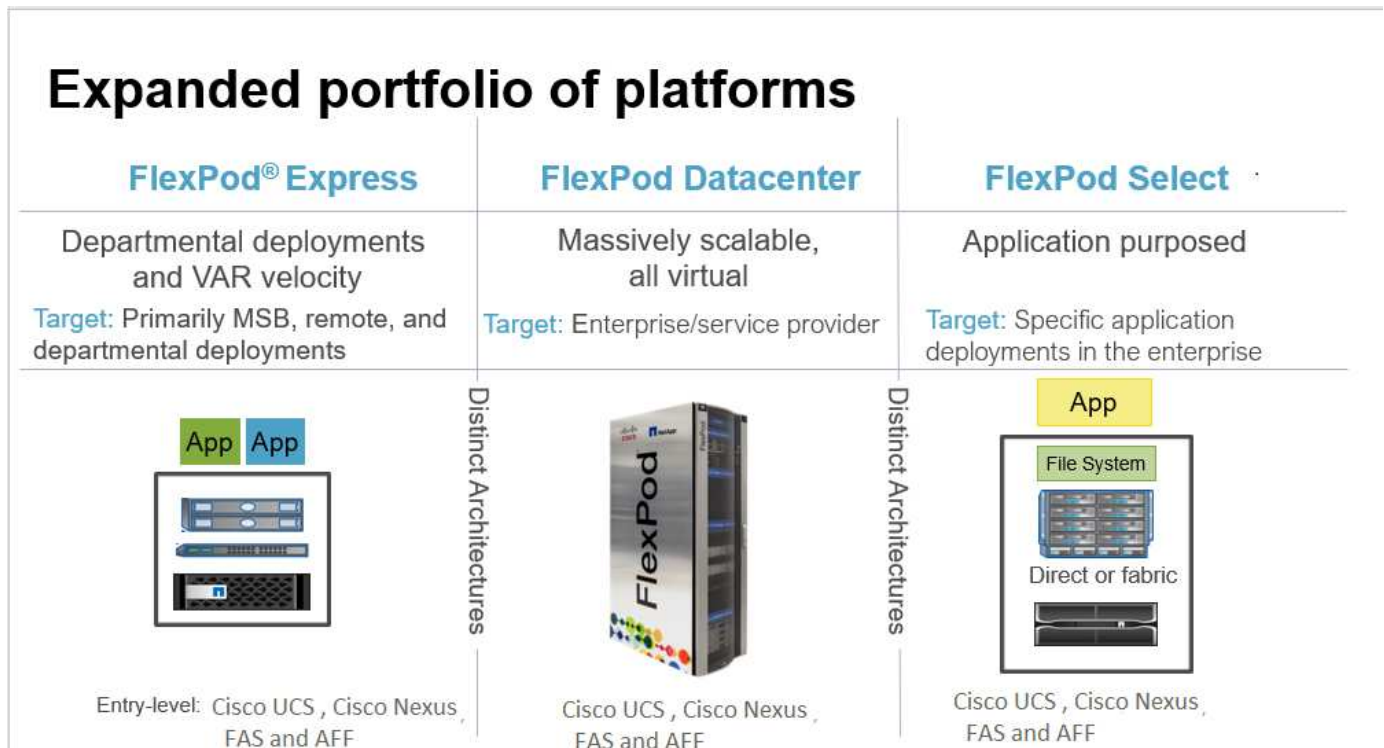 Expanded portfolio of platforms
FlexPod® Express
Departmental deployments
and VAR velocity
Target: Primarily MSB, remote, and
departmental deployments
App App
Entry-level: Cisco UCS , Cisco Nexus ,
FAS and AFF
Distinct Architectures
FlexPod Datacenter
Massively scalable,
all virtual
Target: Enterprise/service provider
CISCO NetApp
FlexPod
FlexPod
Cisco UCS , Cisco Nexus ,
FAS and AFF
Distinct Architectures
FlexPod Select
Application purposed
Target: Specific application
deployments in the enterprise
App
File System
Direct or fabric
Cisco UCS , Cisco Nexus ,
FAS and AFF